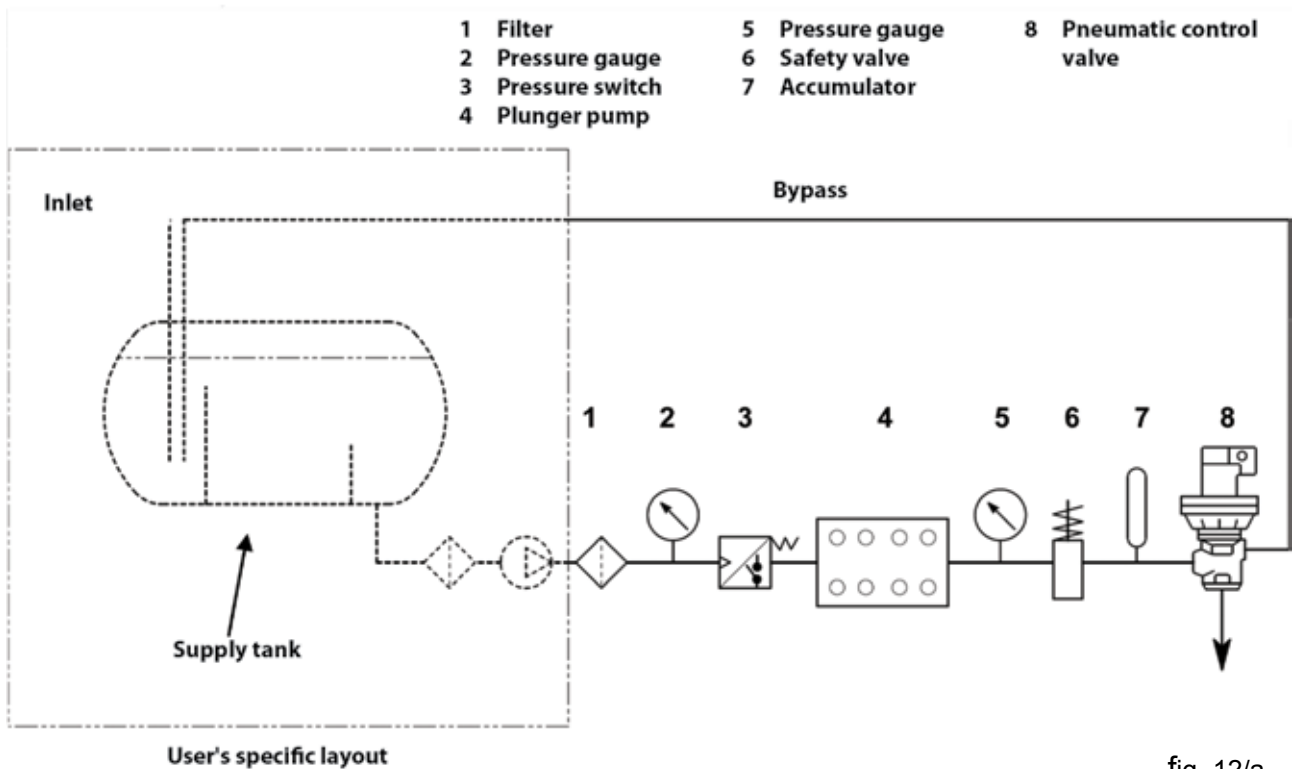 1 Filter
2 Pressure gauge
3 Pressure switch
4 Plunger pump
5 Pressure gauge
6 Safety valve
7 Accumulator
8 Pneumatic control
valve
Inlet
Bypass
1 2 3 4 5 6 7 8
Supply tank
User's specific layout
fig. 12/a